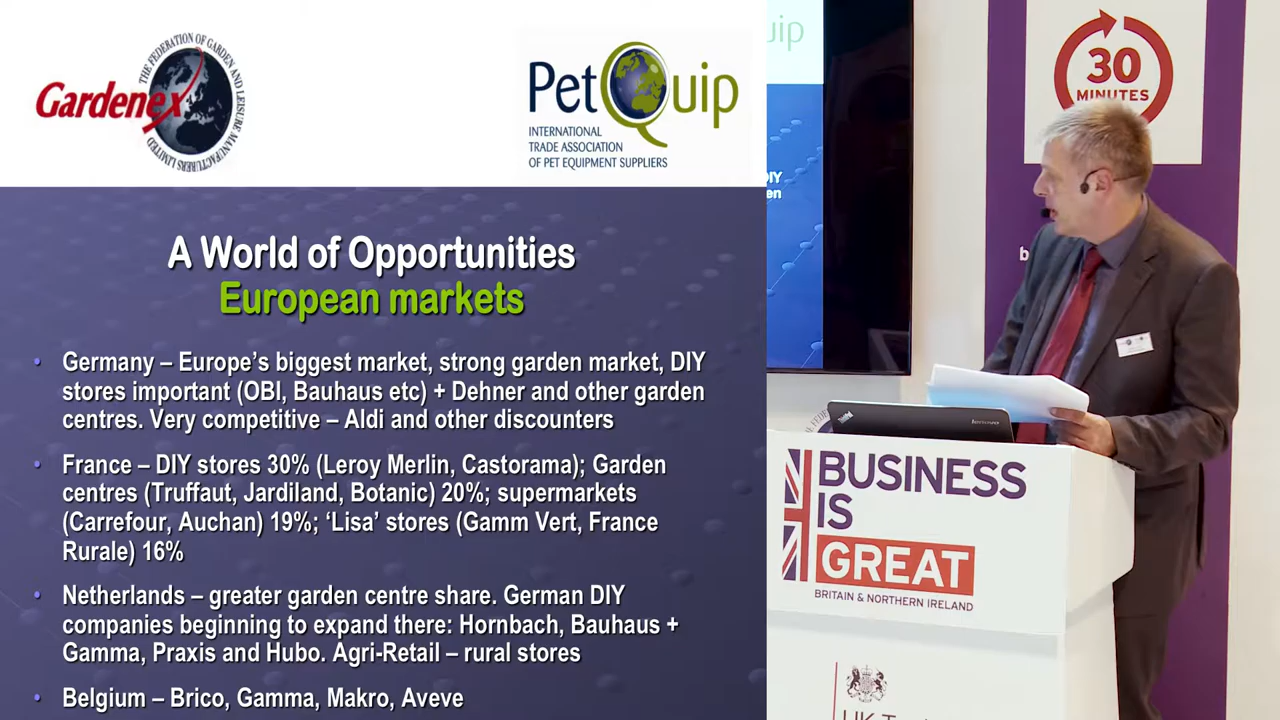 Gardenex
THE FEDERATION OF GARDEN AND LEISURE MANUFACTURERS LIMITED
PetQuip
INTERNATIONAL
TRADE ASSOCIATION
OF PET EQUIPMENT SUPPLIERS
A World of Opportunities
European markets
• Germany – Europe’s biggest market, strong garden market, DIY
stores important (OBI, Bauhaus etc) + Dehner and other garden
centres. Very competitive – Aldi and other discounters
• France – DIY stores 30% (Leroy Merlin, Castorama); Garden
centres (Truffaut, Jardiland, Botanic) 20%; supermarkets
(Carrefour, Auchan) 19%; ‘Lisa’ stores (Gamm Vert, France
Rurale) 16%
• Netherlands – greater garden centre share. German DIY
companies beginning to expand there: Hornbach, Bauhaus +
Gamma, Praxis and Hubo. Agri-Retail – rural stores
• Belgium – Brico, Gamma, Makro, Aveve
uip
DIY
en
30
MINUTES
b
lenovo
BUSINESS
IS
GREAT
BRITAIN & NORTHERN IRELAND
UK T